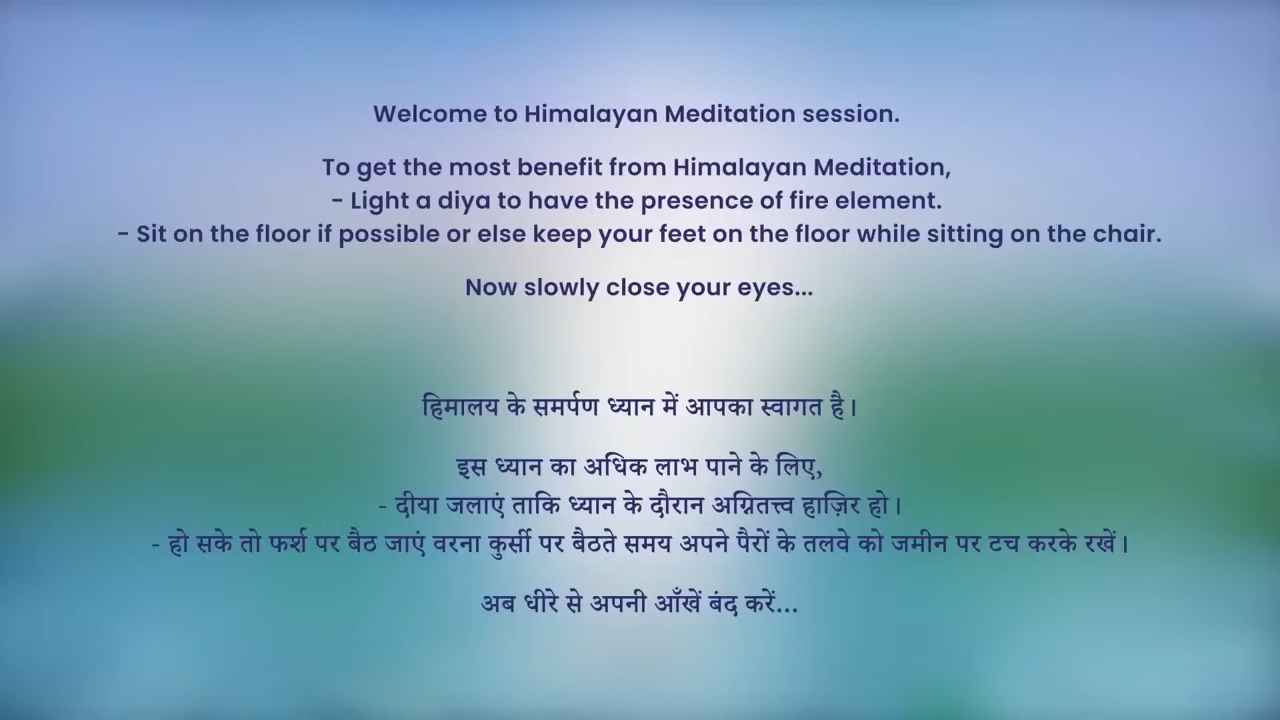 Welcome to Himalayan Meditation session.
To get the most benefit from Himalayan Meditation,
- Light a diya to have the presence of fire element.
- Sit on the floor if possible or else keep your feet on the floor while sitting on the chair.
Now slowly close your eyes...
हिमालय के समर्पण ध्यान में आपका स्वागत है।
इस ध्यान का अधिक लाभ पाने के लिए,
- दीया जलाएं ताकि ध्यान के दौरान अग्नितत्त्व हाज़िर हो।
- हो सके तो फर्श पर बैठ जाएं वरना कुर्सी पर बैठते समय अपने पैरों के तलवे को जमीन पर टच करके रखें।
अब धीरे से अपनी आँखें बंद करें...